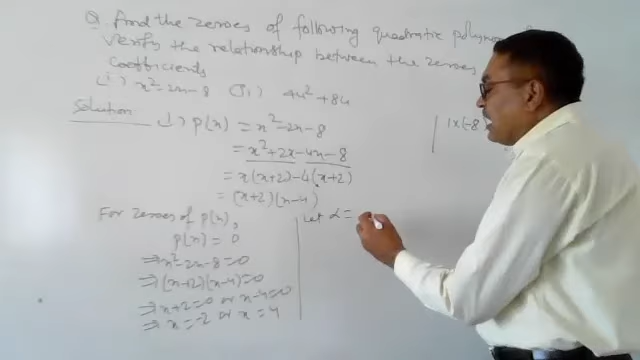 Q. Find the zeroes of following quadratic
verify the relationship between the zeroes
coefficients
(i) x²-2x-8 (ii) 4u²+8u
Solution (i) p(x) = x²-2x-8
= x²+2x-4x-8
= x(x+2)-4(x+2)
= (x+2)(x-4)
1x(-8)
For zeroes of p(x),
p(x) = 0
⇒x²-2x-8=0
⇒(x+2)(x-4)=0
⇒x+2=0 or x-4=0
⇒ x=-2 or x=4
Let α =